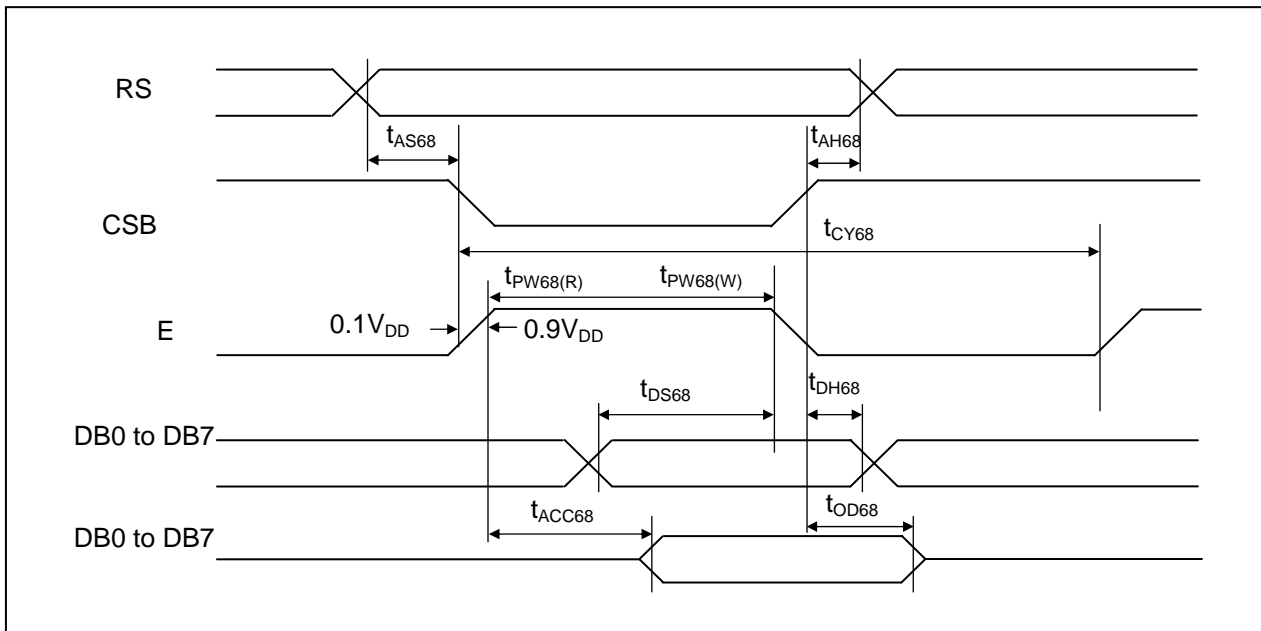 RS
tAS68
tAH68
CSB
tCY68
tPW68(R)
tPW68(W)
E
0.1VDD
0.9VDD
tDS68
tDH68
DB0 to DB7
tACC68
tOD68
DB0 to DB7